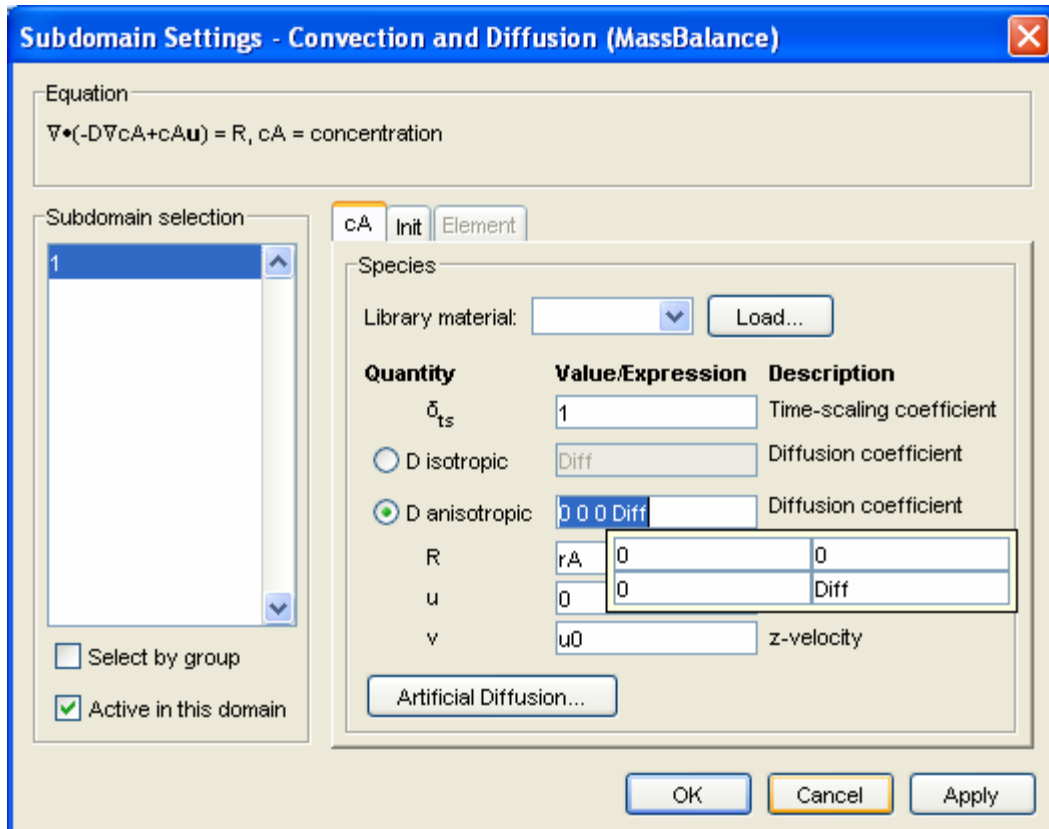 Subdomain Settings - Convection and Diffusion (MassBalance)
Equation
∇•(-D∇cA+cAu) = R, cA = concentration
Subdomain selection
1
Select by group
Active in this domain
cA Init Element
Species
Library material: Load...
Quantity Value/Expression Description
δts 1 Time-scaling coefficient
D isotropic Diff Diffusion coefficient
D anisotropic 0 0 0 Diff Diffusion coefficient
R rA 0 0
u 0 0 Diff
v u0 z-velocity
Artificial Diffusion...
OK Cancel Apply